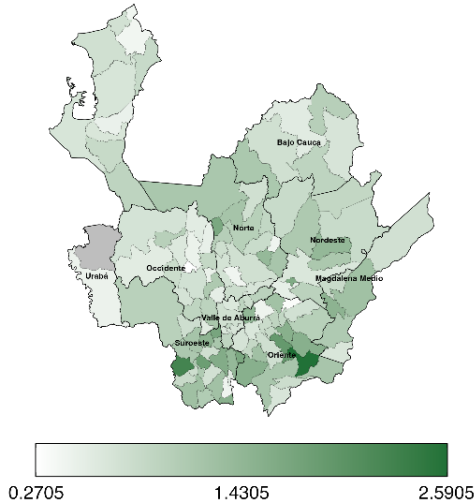 Bajo Cauca
Norte
Nordeste
Occidente
Urabá
Magdalena Medio
Valle de Aburrá
Suroeste
Oriente
0.2705 1.4305 2.5905